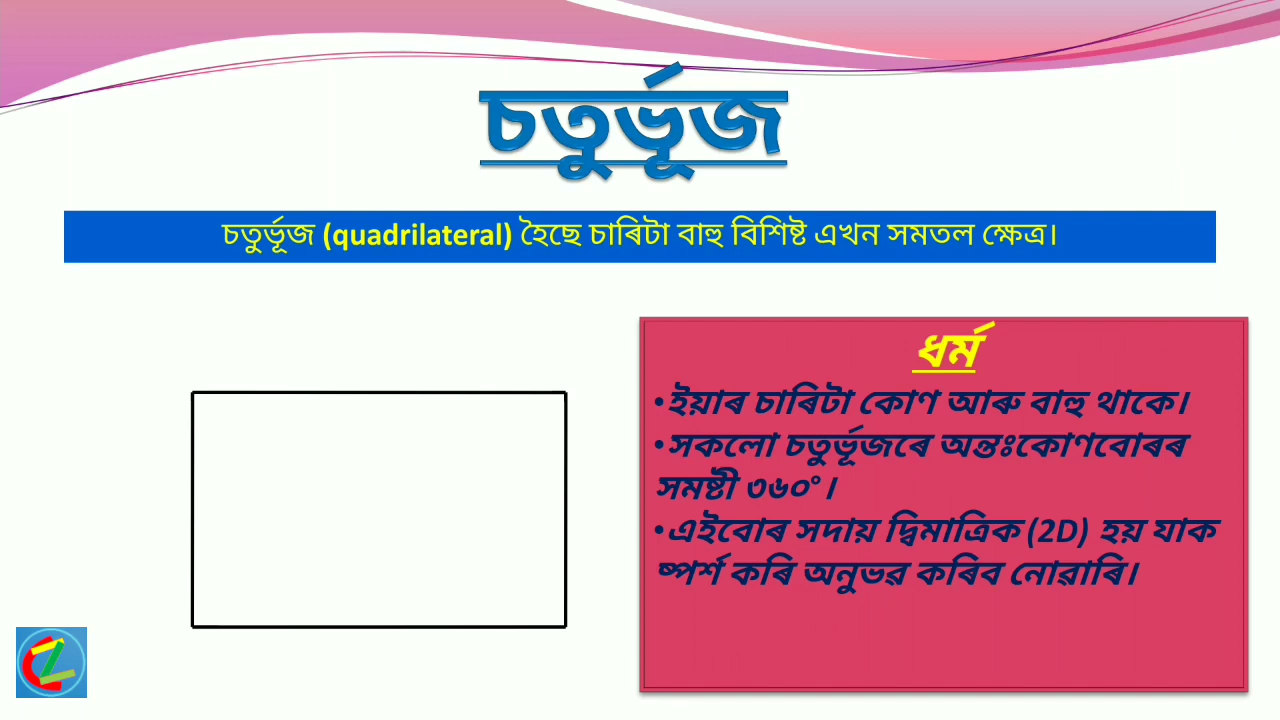 চতুৰ্ভূজ
চতুৰ্ভূজ (quadrilateral) হৈছে চাৰিটা বাহু বিশিষ্ট এখন সমতল ক্ষেত্ৰ।
ধৰ্ম
•ইয়াৰ চাৰিটা কোণ আৰু বাহু থাকে।
•সকলো চতুৰ্ভূজৰে অন্তঃকোণবোৰৰ
সমষ্টী ৩৬০°।
•এইবোৰ সদায় দ্বিমাত্ৰিক (2D) হয় যাক
ষ্পৰ্শ কৰি অনুভৱ কৰিব নোৱাৰি।